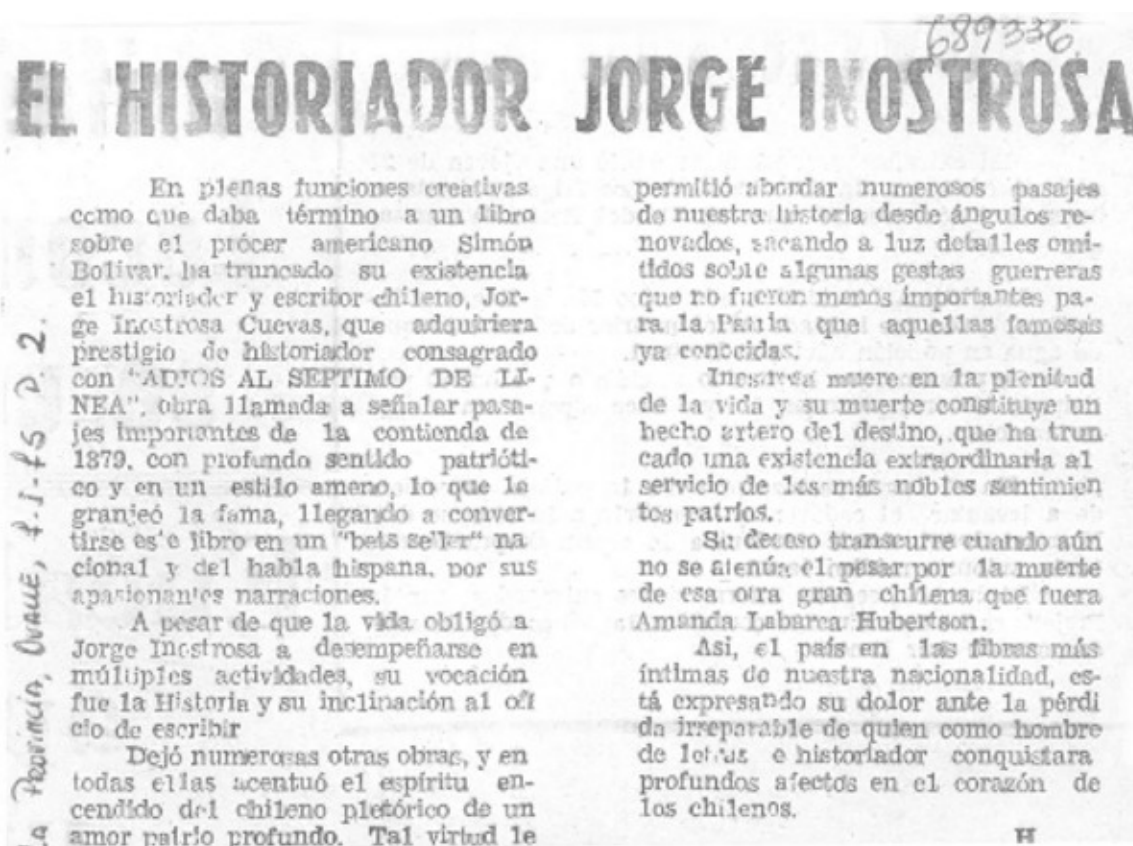 689336
EL HISTORIADOR JORGE INOSTROSA
En plenas funciones creativas
como que daba término a un libro
sobre el prócer americano Simón
Bolívar, ha truncado su existencia
el historiador y escritor chileno, Jor-
ge Inostrosa Cuevas, que adquiriera
prestigio de historiador consagrado
con "ADIOS AL SEPTIMO DE LI-
NEA", obra llamada a señalar pasa-
jes importantes de la contienda de
1879, con profundo sentido patrióti-
co y en un estilo ameno, lo que le
granjeó la fama, llegando a conver-
tirse este libro en un "bets seller" na
cional y del habla hispana, por sus
apasionantes narraciones.
A pesar de que la vida obligó a
Jorge Inostrosa a desempeñarse en
múltiples actividades, su vocación
fue la Historia y su inclinación al ofi
cio de escribir
Dejó numerosas otras obras, y en
todas ellas acentuó el espíritu en-
cendido del chileno pletórico de un
amor patrio profundo. Tal virtud le
permitió abordar numerosos pasajes
de nuestra historia desde ángulos re-
novados, sacando a luz detalles omi-
tidos sobre algunas gestas guerreras
que no fueron menos importantes pa-
ra la Patria que aquellas famosas
ya conocidas.
Inostrosa muere en la plenitud
de la vida y su muerte constituye un
hecho artero del destino, que ha trun
cado una existencia extraordinaria al
servicio de los más nobles sentimien
tos patrios.
Su deceso transcurre cuando aún
no se atenúa el pesar por la muerte
de esa otra gran chilena que fuera
Amanda Labarca Hubertson.
Asi, el país en las fibras más
íntimas de nuestra nacionalidad, es-
tá expresando su dolor ante la pérdi
da irreparable de quien como hombre
de letras e historiador conquistara
profundos afectos en el corazón de
los chilenos.
H
La Provincia, Ovalle,